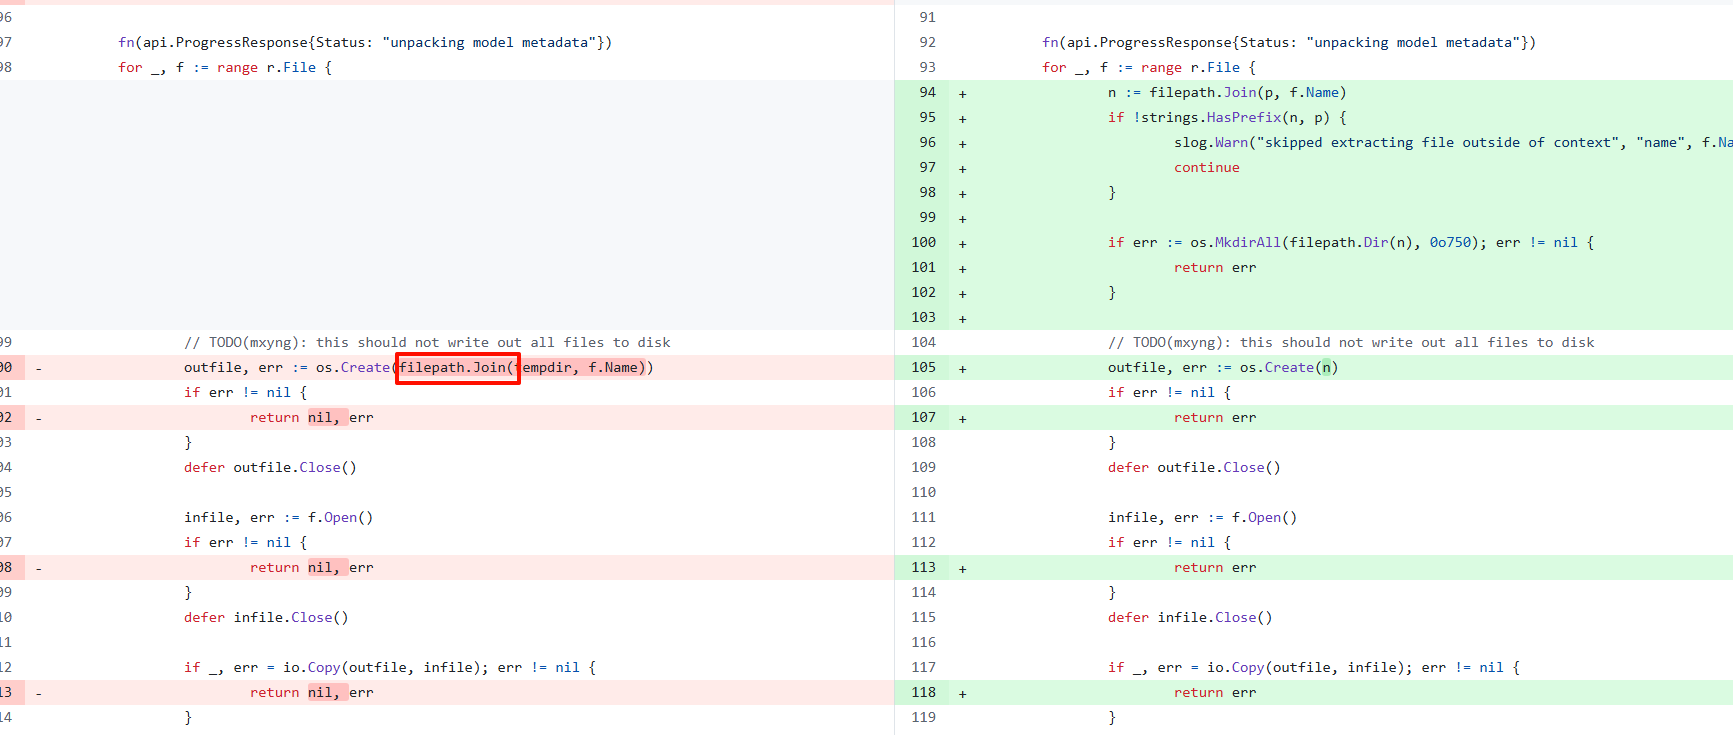 96
97 fn(api.ProgressResponse{Status: "unpacking model metadata"})
98 for _, f := range r.File {
99 // TODO(mxyng): this should not write out all files to disk
00 - outfile, err := os.Create(filepath.Join(tempdir, f.Name))
01 if err != nil {
02 - return nil, err
03 }
04 defer outfile.Close()
05
06 infile, err := f.Open()
07 if err != nil {
08 - return nil, err
09 }
10 defer infile.Close()
11
12 if _, err = io.Copy(outfile, infile); err != nil {
13 - return nil, err
14 }
91
92 fn(api.ProgressResponse{Status: "unpacking model metadata"})
93 for _, f := range r.File {
94 + n := filepath.Join(p, f.Name)
95 + if !strings.HasPrefix(n, p) {
96 + slog.Warn("skipped extracting file outside of context", "name", f.Na
97 + continue
98 + }
99 +
100 + if err := os.MkdirAll(filepath.Dir(n), 0o750); err != nil {
101 + return err
102 + }
103 +
104 // TODO(mxyng): this should not write out all files to disk
105 + outfile, err := os.Create(n)
106 if err != nil {
107 + return err
108 }
109 defer outfile.Close()
110
111 infile, err := f.Open()
112 if err != nil {
113 + return err
114 }
115 defer infile.Close()
116
117 if _, err = io.Copy(outfile, infile); err != nil {
118 + return err
119 }